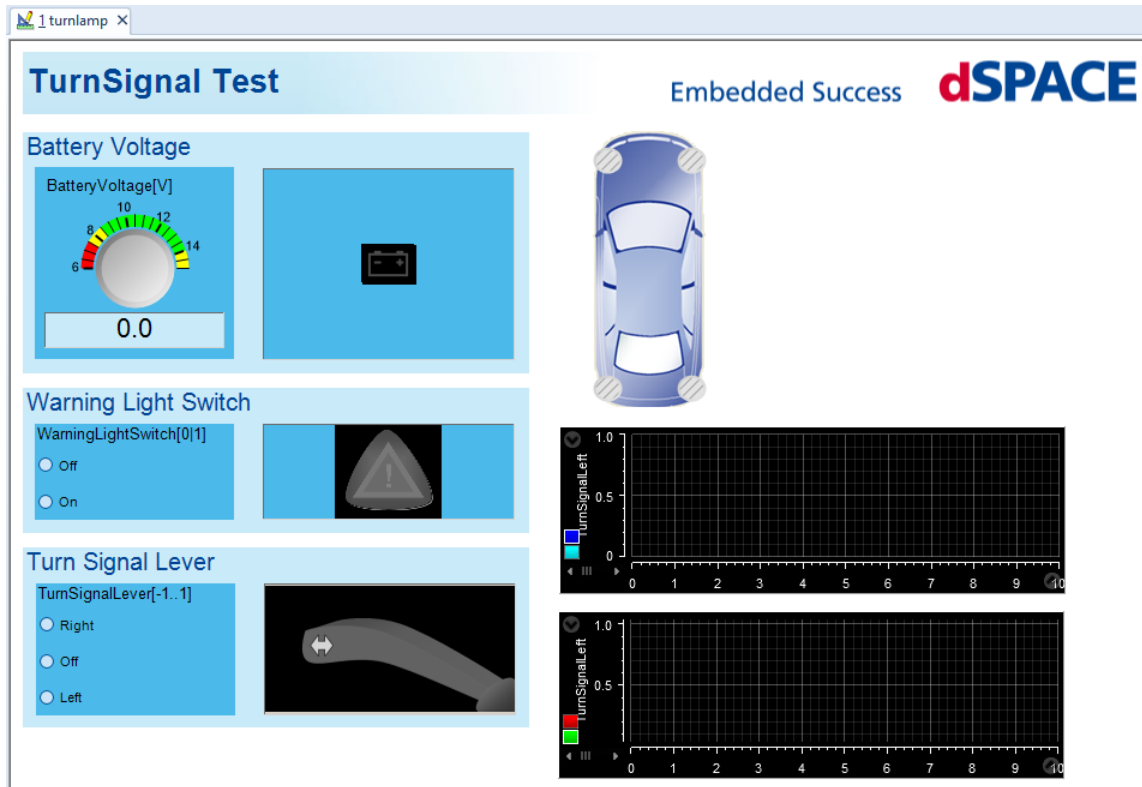 1 turnlamp
TurnSignal Test
Embedded Success dSPACE
Battery Voltage
BatteryVoltage[V]
6 8 10 12 14
0.0
Warning Light Switch
WarningLightSwitch[0|1]
Off
On
Turn Signal Lever
TurnSignalLever[-1..1]
Right
Off
Left
TurnSignalLeft
1.0
0.5
0
0 1 2 3 4 5 6 7 8 9 10
TurnSignalLeft
1.0
0.5
0 1 2 3 4 5 6 7 8 9 10